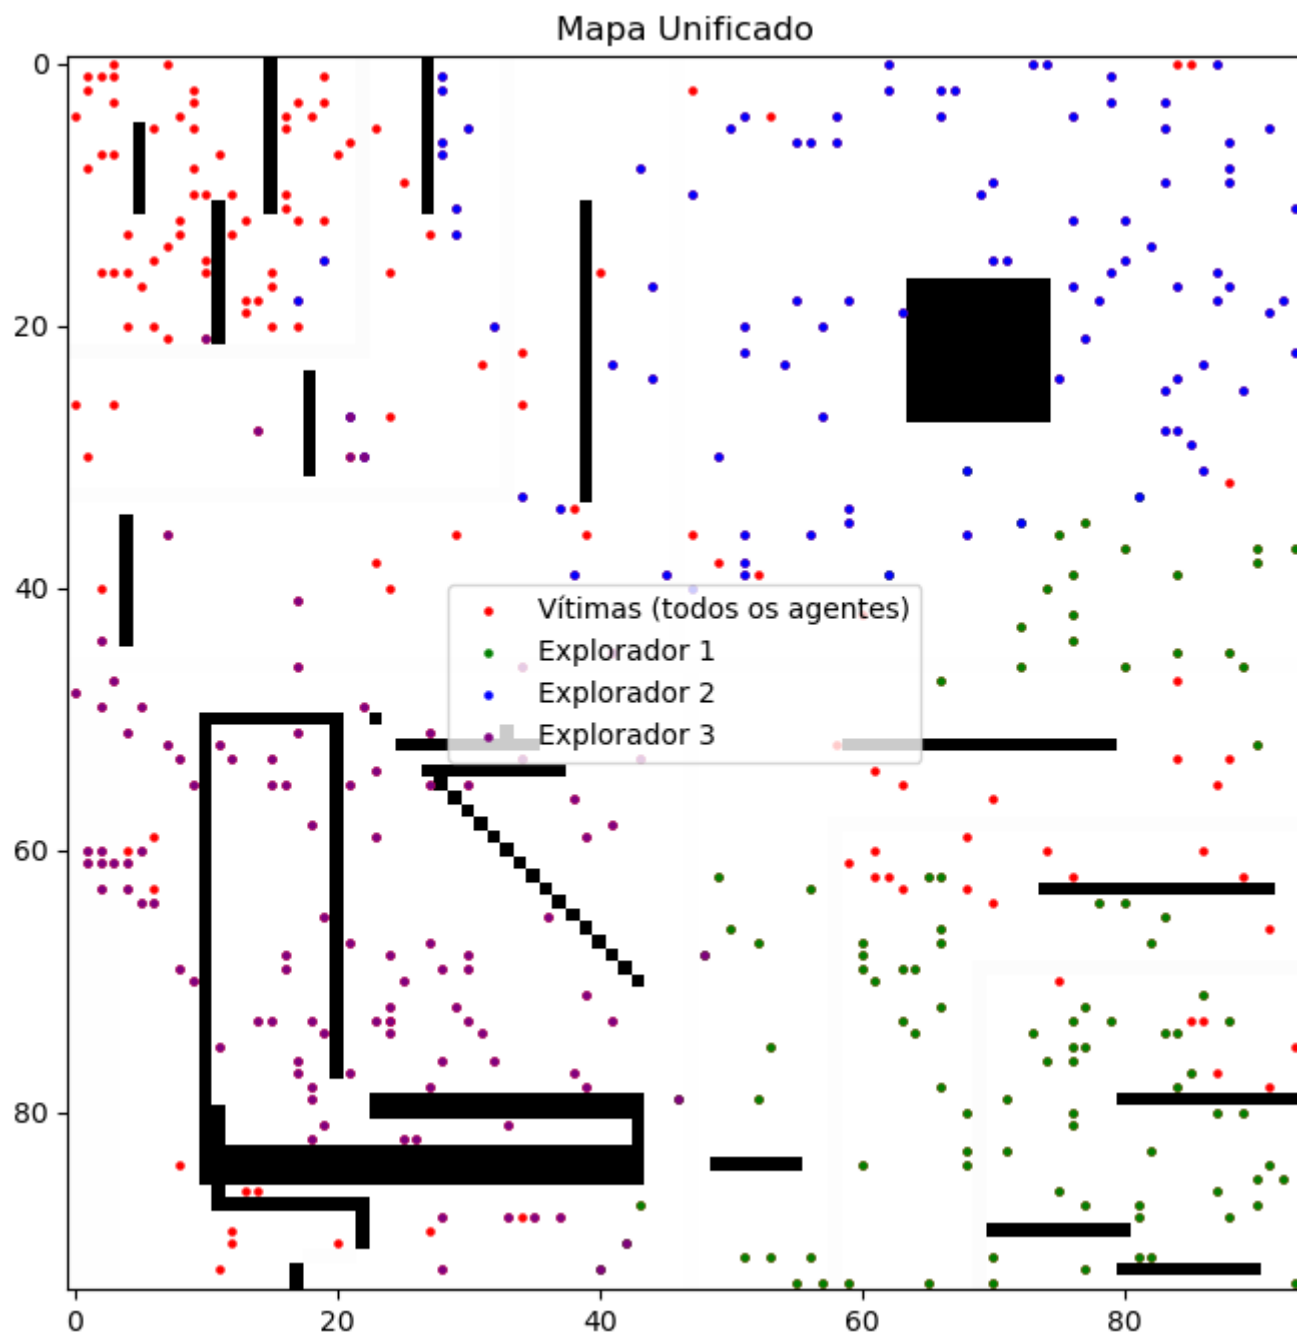 Mapa Unificado
0
20
40
60
80
0 20 40 60 80
Vítimas (todos os agentes)
Explorador 1
Explorador 2
Explorador 3